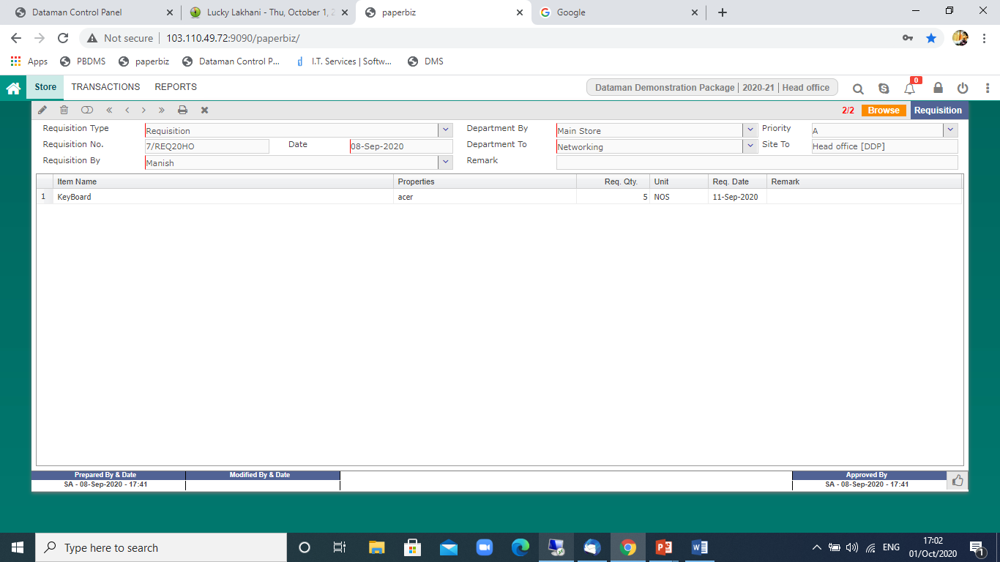 Dataman Control Panel
Lucky Lakhani - Thu, October 1, 2
paperbiz
Google
Not secure
103.110.49.72:9090/paperbiz/
Apps
PBDMS
paperbiz
Dataman Control P...
I.T. Services | Softw...
DMS
Store TRANSACTIONS REPORTS
Dataman Demonstration Package | 2020-21 | Head office
0
2/2 Browse Requisition
Requisition Type Requisition Department By Main Store Priority A
Requisition No. 7/REQ20HO Date 08-Sep-2020 Department To Networking Site To Head office [DDP]
Requisition By Manish Remark
Item Name Properties Req. Qty. Unit Req. Date Remark
1 KeyBoard acer 5 NOS 11-Sep-2020
Prepared By & Date Modified By & Date Approved By
SA - 08-Sep-2020 - 17:41 SA - 08-Sep-2020 - 17:41
Type here to search
ENG
17:02
01/Oct/2020
1